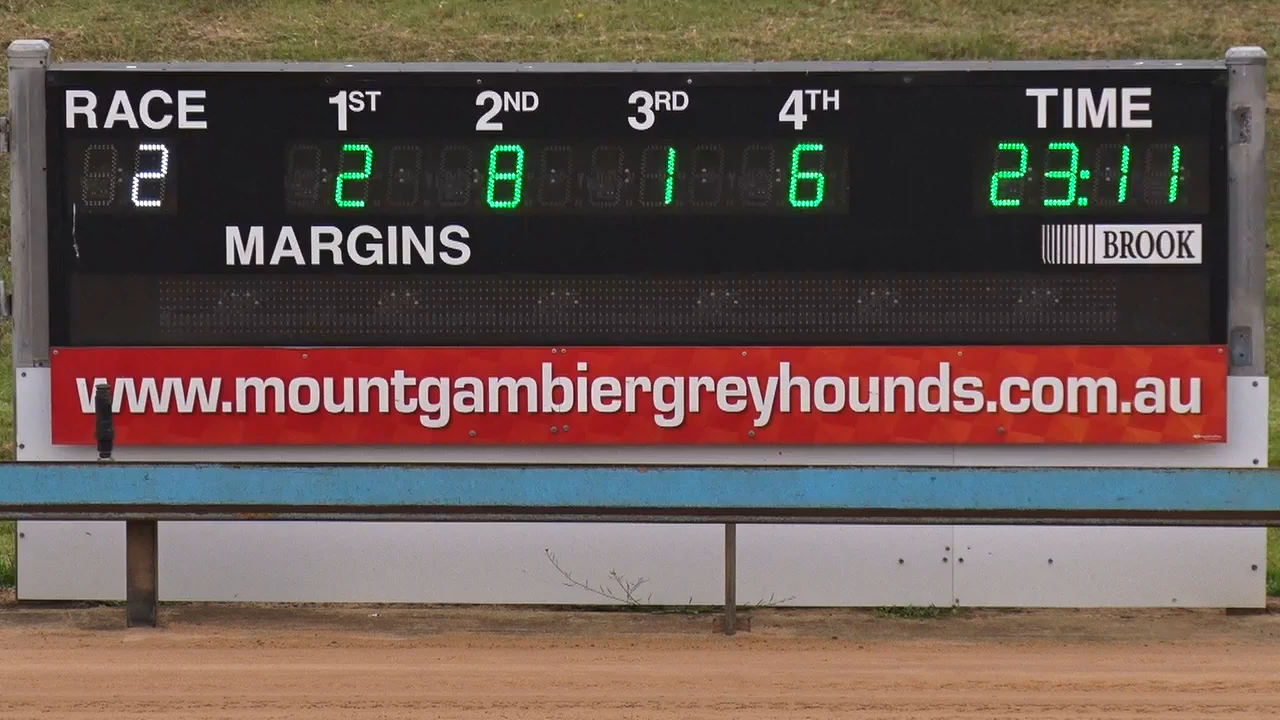 RACE 1ST 2ND 3RD 4TH TIME
2 2 8 1 6 23:11
MARGINS BROOK
www.mountgambiergreyhounds.com.au